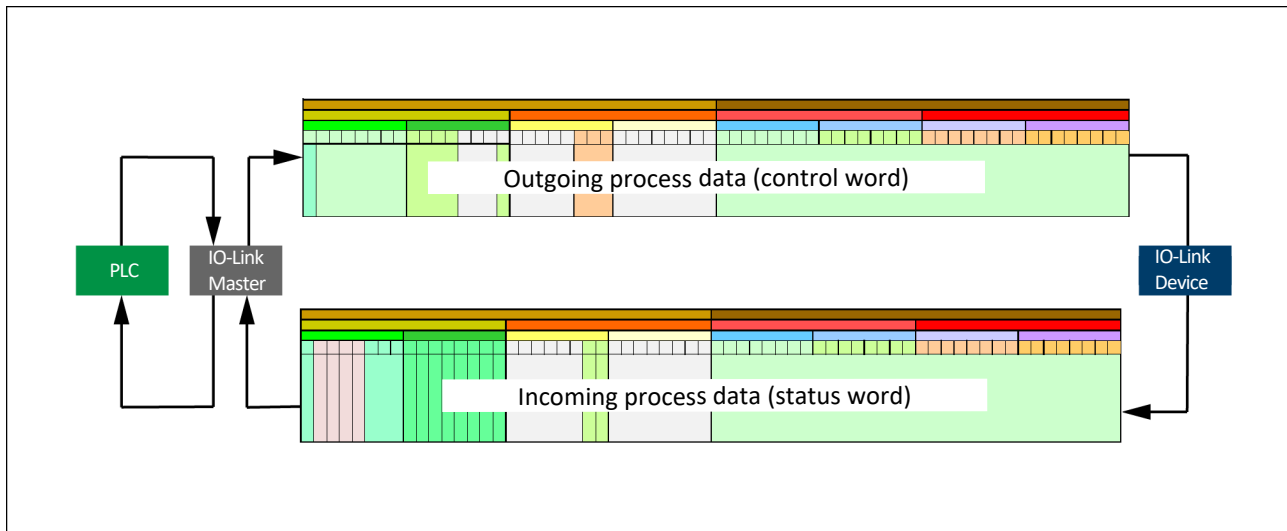 Outgoing process data (control word)
PLC
IO-Link
Master
IO-Link
Device
Incoming process data (status word)